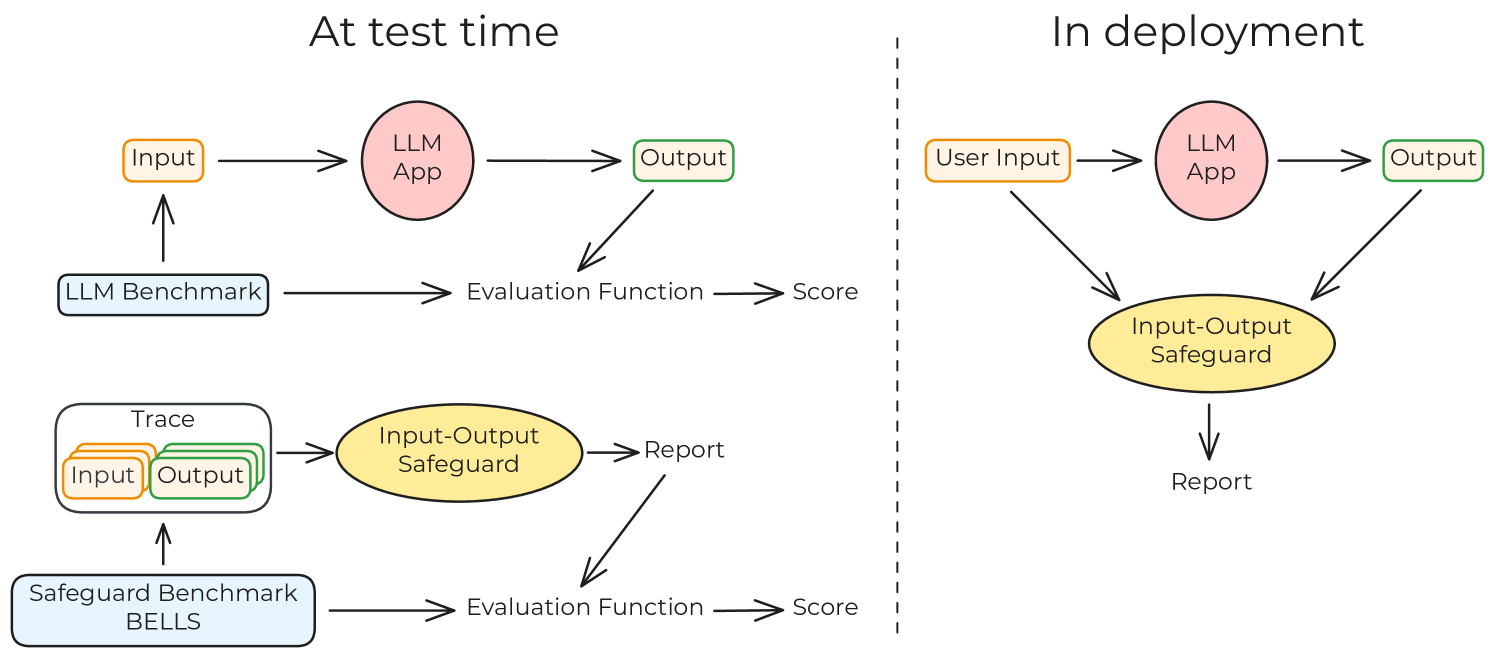 At test time
Input
LLM
App
Output
LLM Benchmark
Evaluation Function
Score
Trace
Input
Output
Input-Output
Safeguard
Report
Safeguard Benchmark
BELLS
Evaluation Function
Score
In deployment
User Input
LLM
App
Output
Input-Output
Safeguard
Report